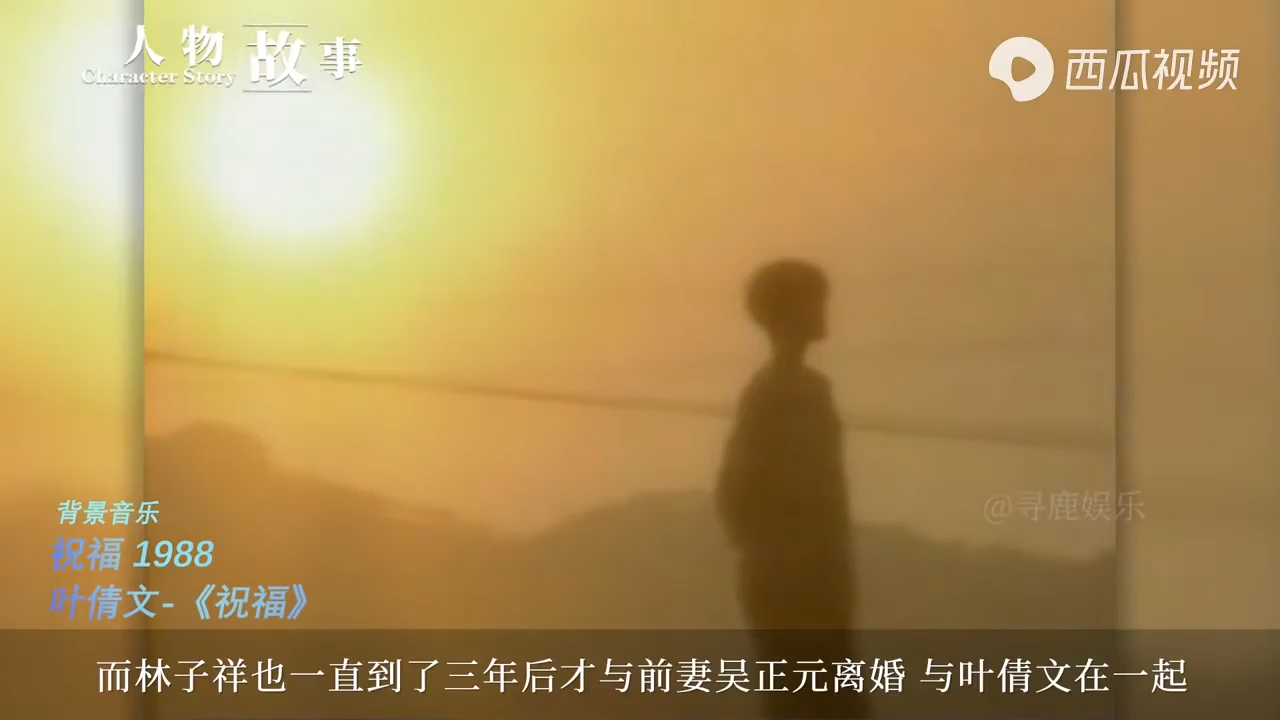 人物故事
Character Story
西瓜视频
@寻鹿娱乐
背景音乐
祝福 1988
叶倩文-《祝福》
而林子祥也一直到了三年后才与前妻吴正元离婚 与叶倩文在一起